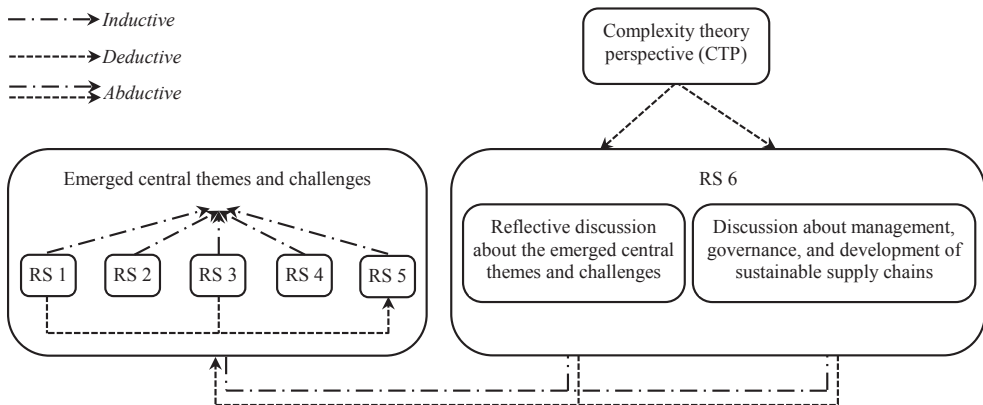 Inductive
Deductive
Abductive
Complexity theory
perspective (CTP)
Emerged central themes and challenges
RS 1
RS 2
RS 3
RS 4
RS 5
RS 6
Reflective discussion
about the emerged central
themes and challenges
Discussion about management,
governance, and development of
sustainable supply chains